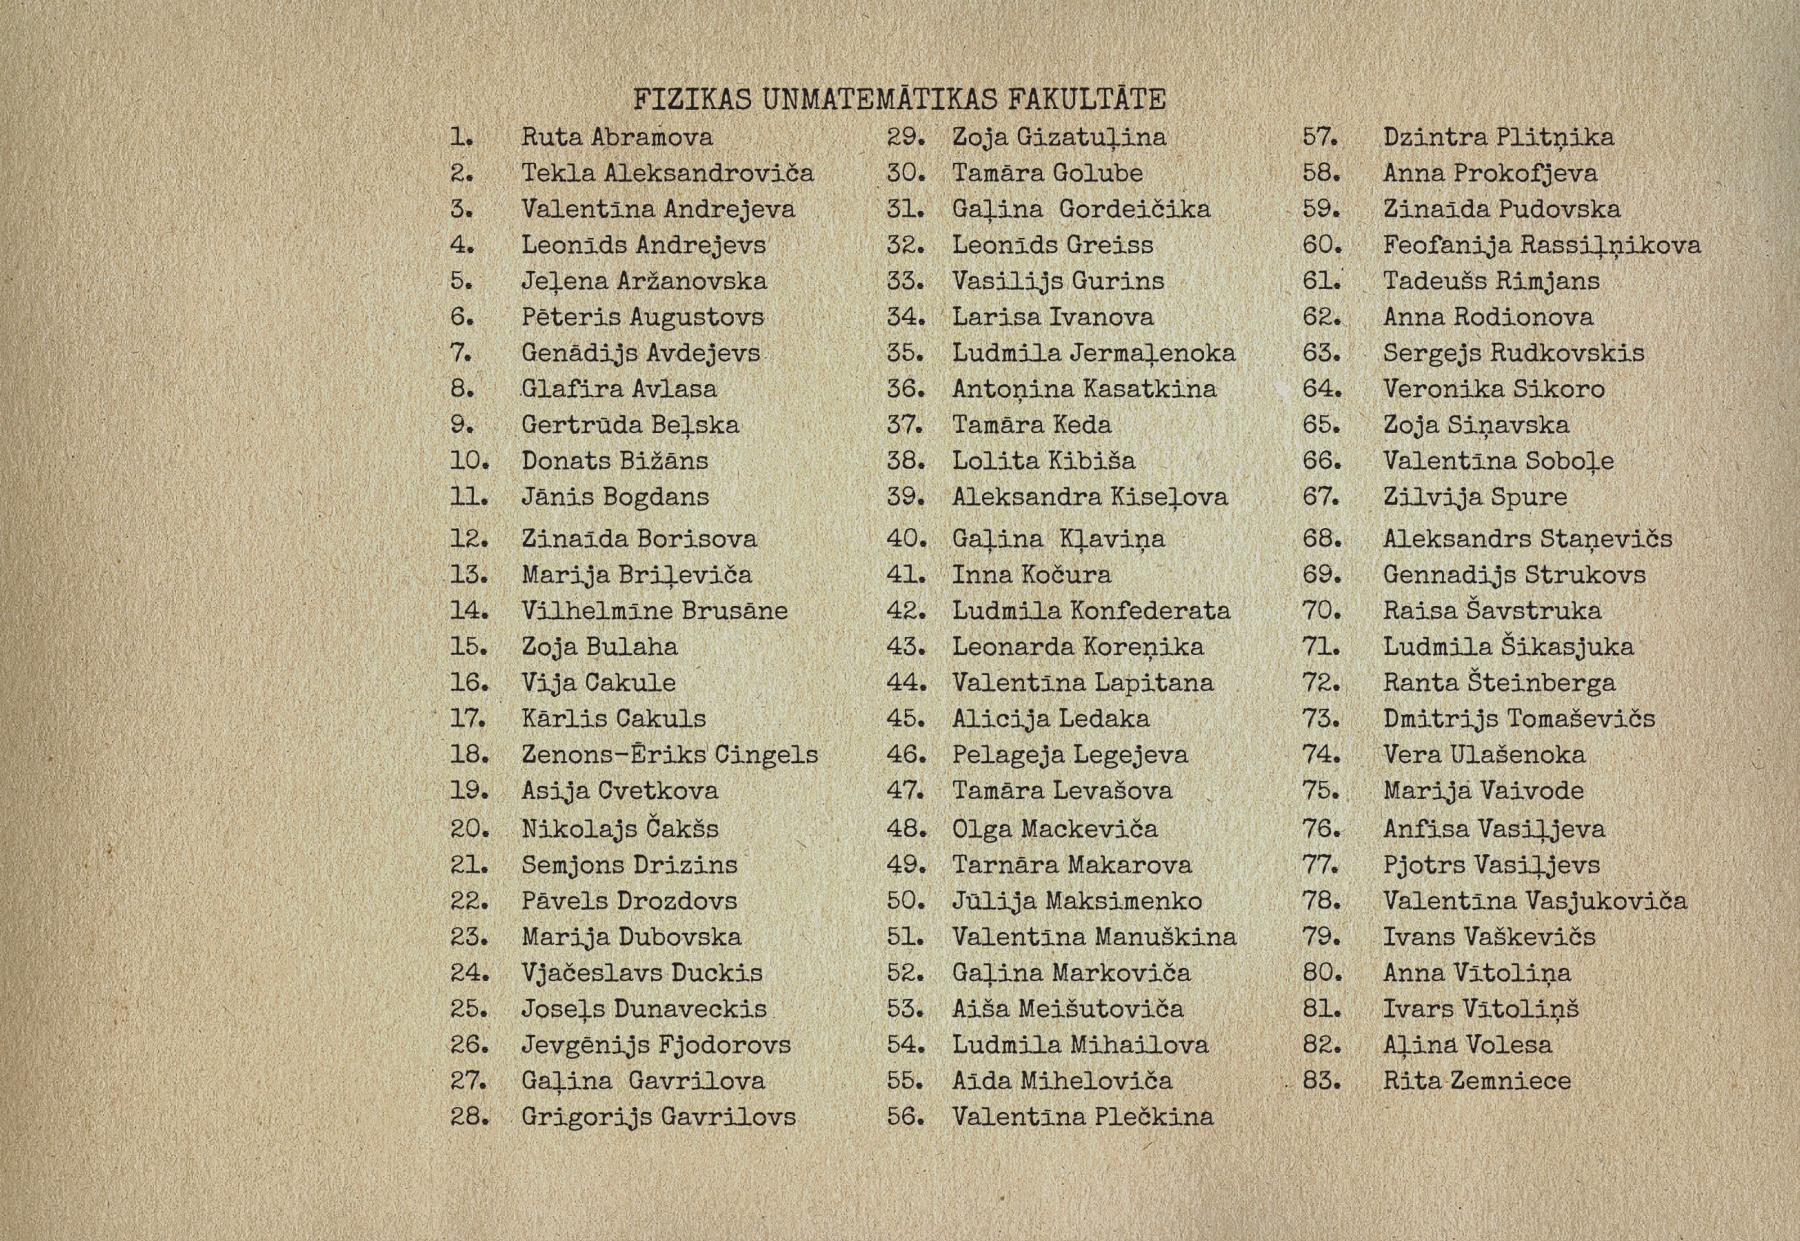 FIZIKAS UNMATEMĀTIKAS FAKULTĀTE
1. Ruta Abramova
2. Tekla Aleksandroviča
3. Valentīna Andrejeva
4. Leonīds Andrejevs
5. Jeļena Aržanovska
6. Pēteris Augustovs
7. Genādijs Avdejevs
8. Glafira Avlasa
9. Gertrūda Beļska
10. Donats Bižāns
11. Jānis Bogdans
12. Zinaīda Borisova
13. Marija Briļeviča
14. Vilhelmīne Brusāne
15. Zoja Bulaha
16. Vija Cakule
17. Kārlis Cakuls
18. Zenons-Ēriks Cingels
19. Asija Cvetkova
20. Nikolajs Čakšs
21. Semjons Drizins
22. Pāvels Drozdovs
23. Marija Dubovska
24. Vjačeslavs Duckis
25. Joseļs Dunaveckis
26. Jevgēnijs Fjodorovs
27. Gaļina Gavrilova
28. Grigorijs Gavrilovs
29. Zoja Gizatuļina
30. Tamāra Golube
31. Gaļina Gordeičika
32. Leonīds Greiss
33. Vasilijs Gurins
34. Larisa Ivanova
35. Ludmila Jermaļenoka
36. Antoņina Kasatkina
37. Tamāra Keda
38. Lolita Kibiša
39. Aleksandra Kiseļova
40. Gaļina Kļaviņa
41. Inna Kočura
42. Ludmila Konfederata
43. Leonarda Koreņika
44. Valentīna Lapitana
45. Alicija Ledaka
46. Pelageja Legejeva
47. Tamāra Levašova
48. Olga Mackeviča
49. Tarnāra Makarova
50. Jūlija Maksimenko
51. Valentīna Manuškina
52. Gaļina Markoviča
53. Aiša Meišutoviča
54. Ludmila Mihailova
55. Aīda Miheloviča
56. Valentīna Plečkina
57. Dzintra Plitņika
58. Anna Prokofjeva
59. Zinaīda Pudovska
60. Feofanija Rassiļņikova
61. Tadeušs Rimjans
62. Anna Rodionova
63. Sergejs Rudkovskis
64. Veronika Sikoro
65. Zoja Siņavska
66. Valentīna Soboļe
67. Zilvija Spure
68. Aleksandrs Staņevičs
69. Gennadijs Strukovs
70. Raisa Šavstruka
71. Ludmila Šikasjuka
72. Ranta Šteinberga
73. Dmitrijs Tomaševičs
74. Vera Ulašenoka
75. Marija Vaivode
76. Anfisa Vasiļjeva
77. Pjotrs Vasiļjevs
78. Valentīna Vasjukoviča
79. Ivans Vaškevičs
80. Anna Vītoliņa
81. Ivars Vītoliņš
82. Aļina Volesa
83. Rita Zemniece